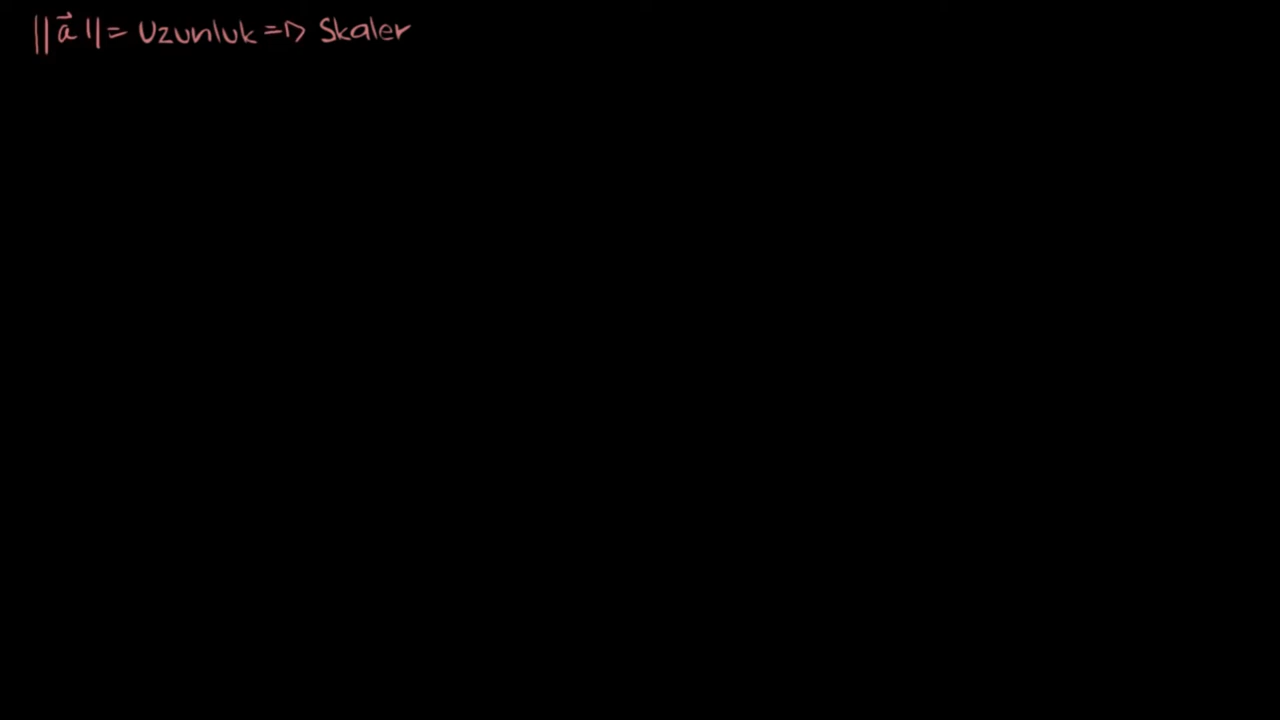 ||a⃗|| = Uzunluk => Skaler